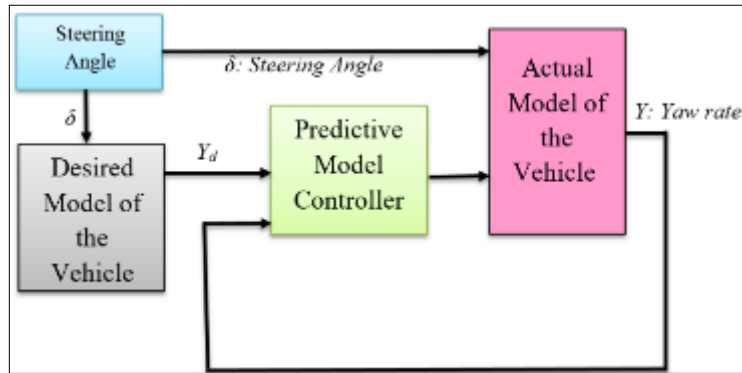 Steering
Angle
δ: Steering Angle
Actual
Model of
the
Vehicle
Y: Yaw rate
δ
Desired
Model of
the
Vehicle
Y_d
Predictive
Model
Controller